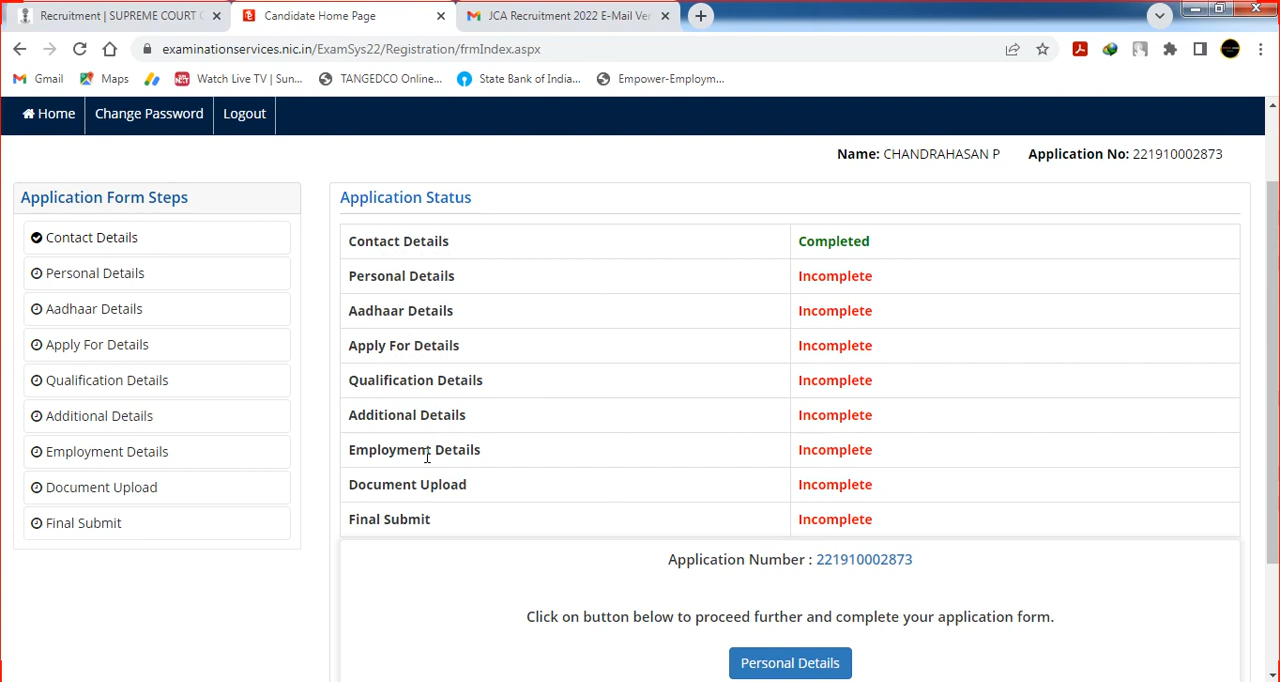 Recruitment | SUPREME COURT
Candidate Home Page
JCA Recruitment 2022 E-Mail Ver
examinationservices.nic.in/ExamSys22/Registration/frmIndex.aspx
Gmail Maps Watch Live TV | Sun... TANGEDCO Online... State Bank of India... Empower-Employm...
Home Change Password Logout
Name: CHANDRAHASAN P Application No: 221910002873
Application Form Steps
Contact Details
Personal Details
Aadhaar Details
Apply For Details
Qualification Details
Additional Details
Employment Details
Document Upload
Final Submit
Application Status
Contact Details Completed
Personal Details Incomplete
Aadhaar Details Incomplete
Apply For Details Incomplete
Qualification Details Incomplete
Additional Details Incomplete
Employment Details Incomplete
Document Upload Incomplete
Final Submit Incomplete
Application Number : 221910002873
Click on button below to proceed further and complete your application form.
Personal Details